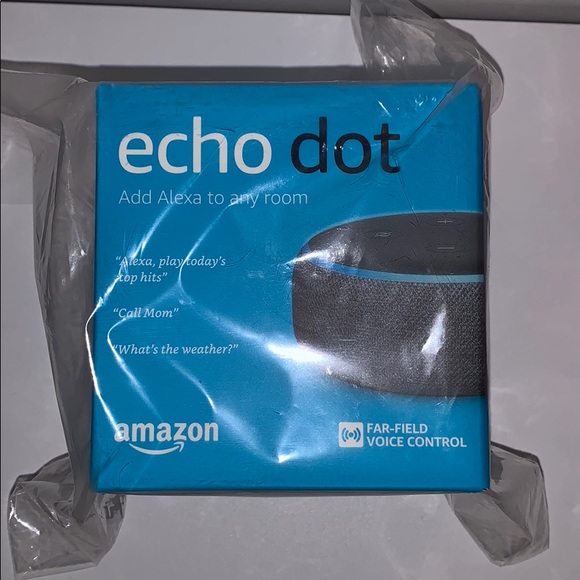 echo dot
Add Alexa to any room
“Alexa, play today's
top hits”
“Call Mom”
“What's the weather?”
amazon
FAR-FIELD
VOICE CONTROL